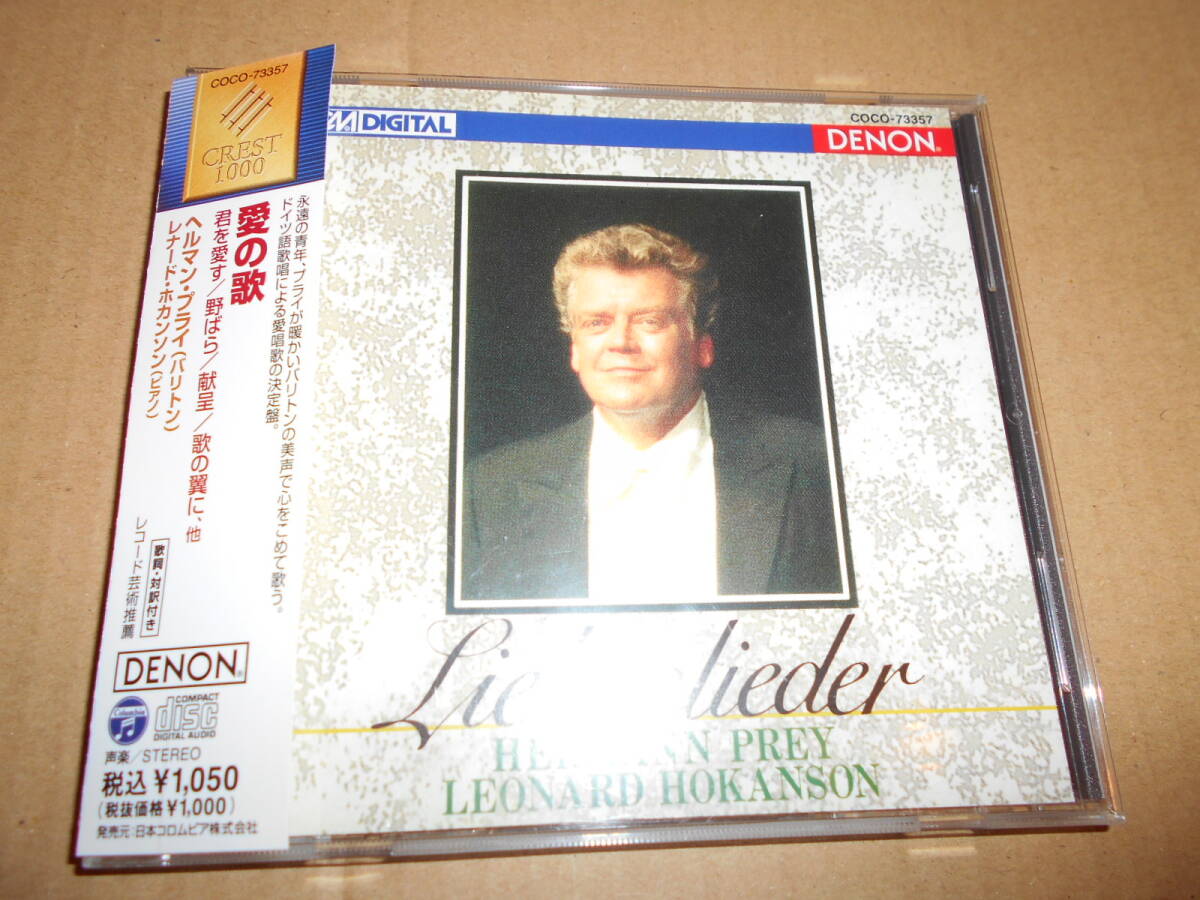 COCO-73357
CREST
1000
愛の歌
君を愛す/野ばら/献呈/歌の翼に、他
ヘルマン・プライ(バリトン)
レナード・ホカンソン(ピアノ)
永遠の青年、プライが暖かいバリトンの美声で心をこめて歌う。
ドイツ語歌唱による愛唱歌の決定盤。
歌詞・対訳付き
レコード芸術推薦
DENON®
Columbia
COMPACT
disc
DIGITAL AUDIO
声楽/STEREO
税込¥1,050
(税抜価格¥1,000)
発売元:日本コロムビア株式会社
DIGITAL
COCO-73357
DENON®
lieder
PREY
LEONARD HOKANSON